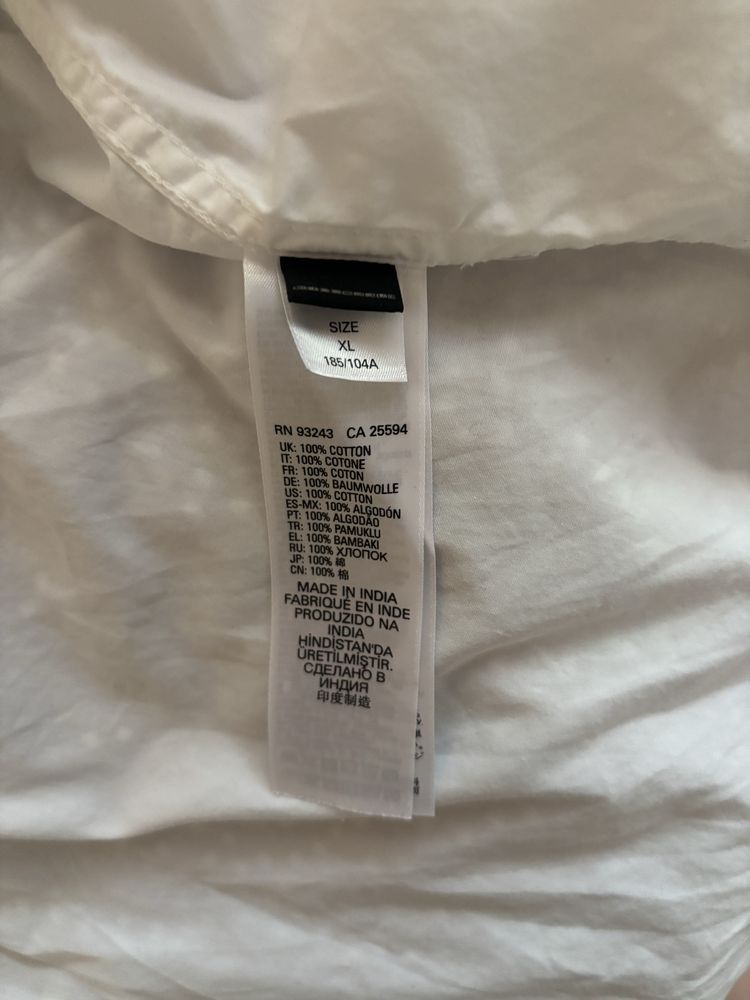 SIZE
XL
185/104A
RN 93243 CA 25594
UK: 100% COTTON
IT: 100% COTONE
FR: 100% COTON
DE: 100% BAUMWOLLE
US: 100% COTTON
ES-MX: 100% ALGODÓN
PT: 100% ALGODÃO
TR: 100% PAMUKLU
EL: 100% BAMBAKI
RU: 100% ХЛОПОК
JP: 100% 綿
CN: 100% 棉
MADE IN INDIA
FABRIQUÉ EN INDE
PRODUZIDO NA
INDIA
HİNDİSTAN'DA
ÜRETİLMİŞTİR.
СДЕЛАНО В
ИНДИЯ
印度制造